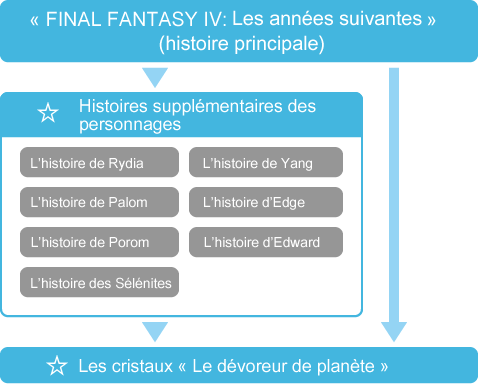 « FINAL FANTASY IV: Les années suivantes »
(histoire principale)
☆ Histoires supplémentaires des
personnages
L'histoire de Rydia
L'histoire de Yang
L'histoire de Palom
L'histoire d'Edge
L'histoire de Porom
L'histoire d'Edward
L'histoire des Sélénites
☆ Les cristaux « Le dévoreur de planète »